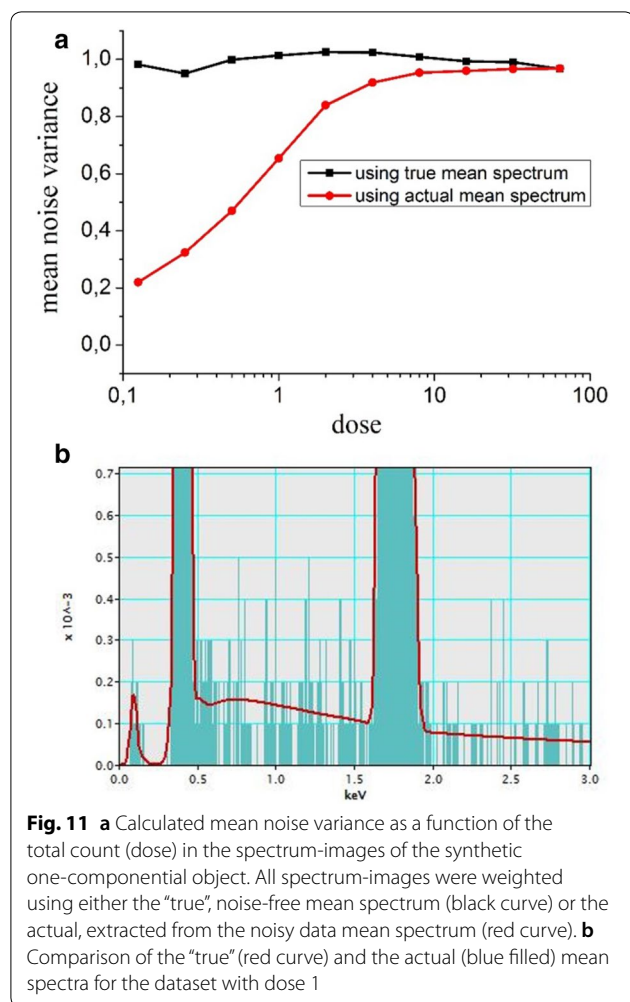 a
1,0
0,8
0,6
0,4
0,2
0,0
mean noise variance
using true mean spectrum
using actual mean spectrum
0,1
1
10
100
dose
b
0.7
0.6
0.5
0.4
0.3
0.2
0.1
0.0
x 10^-3
0.0
0.5
1.0
1.5
2.0
2.5
3.0
keV
Fig. 11 a Calculated mean noise variance as a function of the
total count (dose) in the spectrum-images of the synthetic
one-componential object. All spectrum-images were weighted
using either the “true”, noise-free mean spectrum (black curve) or the
actual, extracted from the noisy data mean spectrum (red curve). b
Comparison of the “true” (red curve) and the actual (blue filled) mean
spectra for the dataset with dose 1